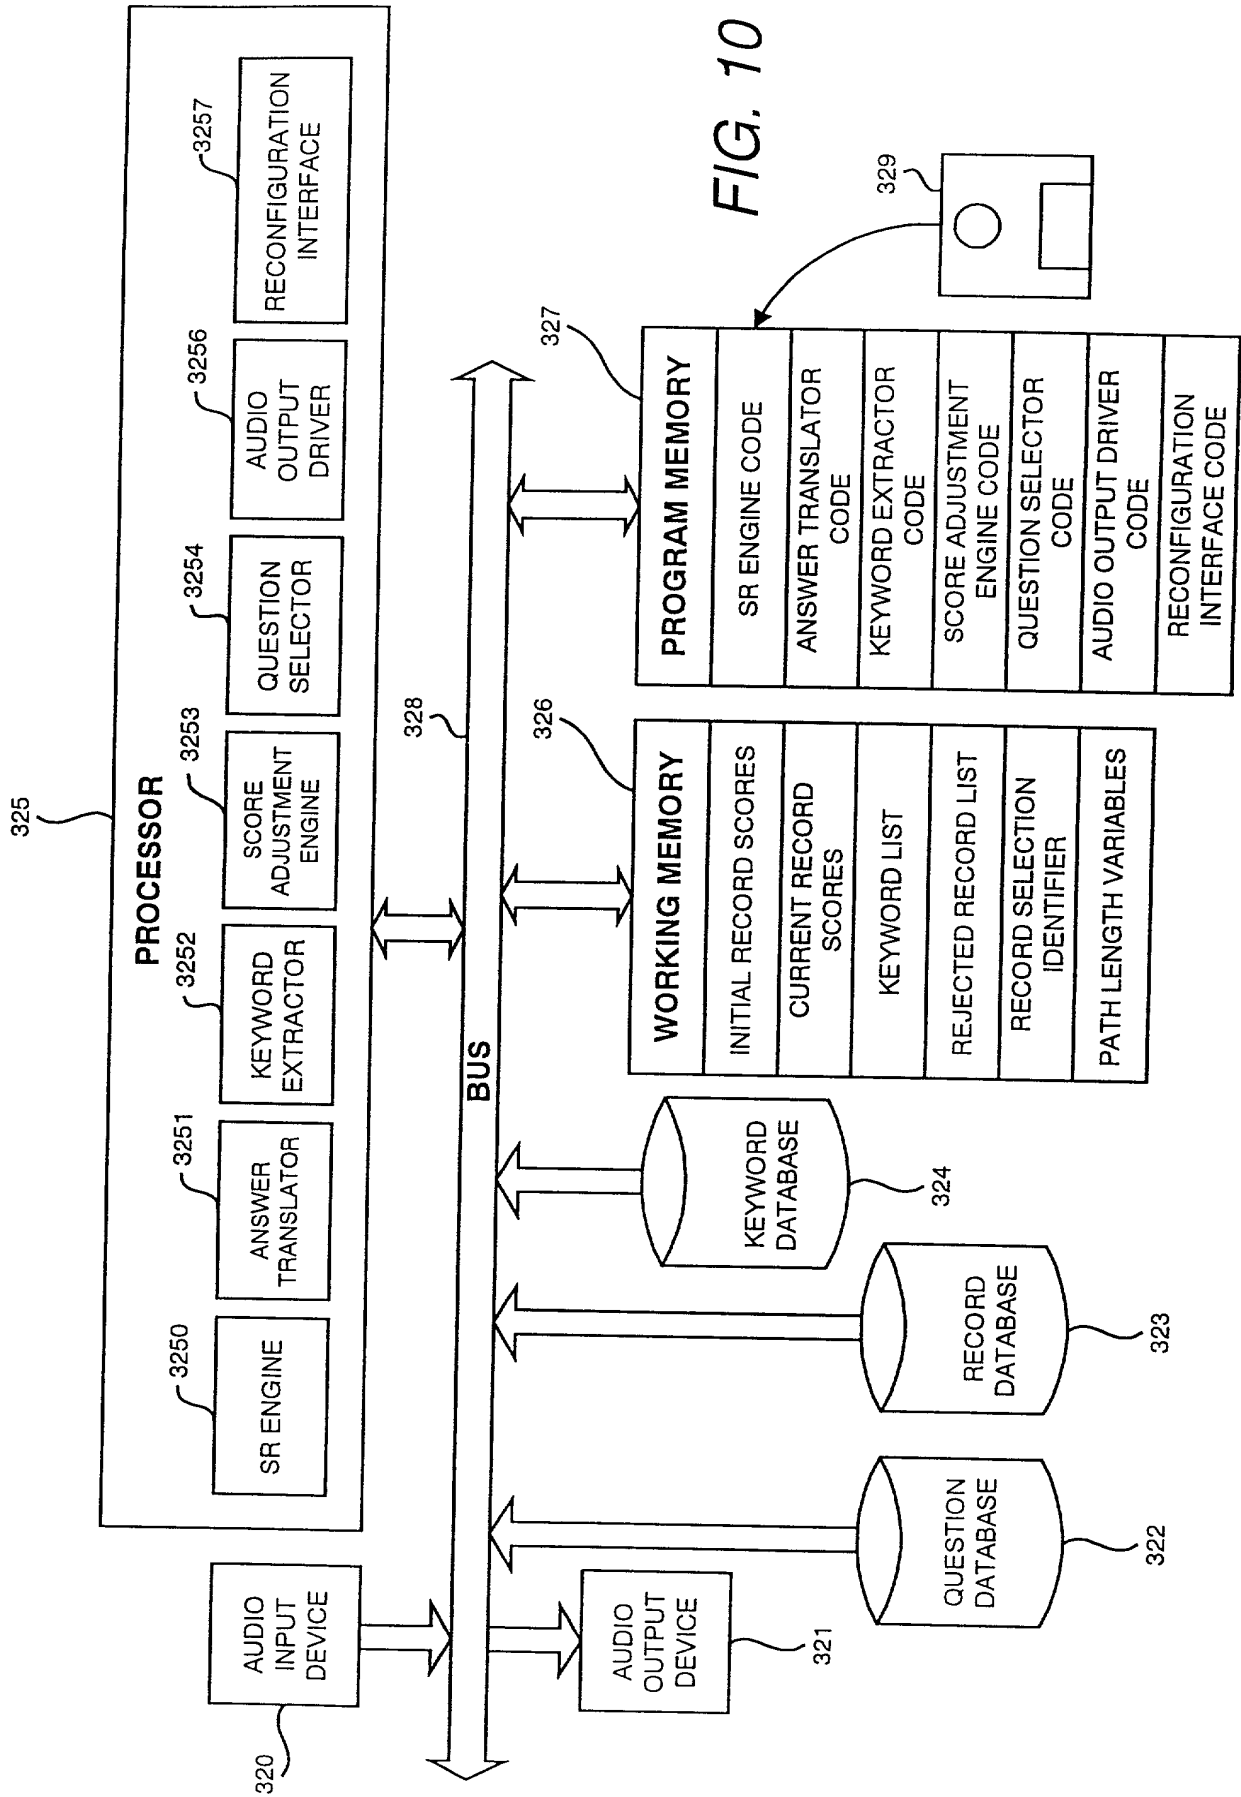 325
PROCESSOR
3250
SR ENGINE
3251
ANSWER
TRANSLATOR
3252
KEYWORD
EXTRACTOR
3253
SCORE
ADJUSTMENT
ENGINE
3254
QUESTION
SELECTOR
3256
AUDIO
OUTPUT
DRIVER
3257
RECONFIGURATION
INTERFACE
320
AUDIO
INPUT
DEVICE
328
BUS
AUDIO
OUTPUT
DEVICE
321
QUESTION
DATABASE
322
RECORD
DATABASE
323
KEYWORD
DATABASE
324
326
WORKING MEMORY
INITIAL RECORD SCORES
CURRENT RECORD
SCORES
KEYWORD LIST
REJECTED RECORD LIST
RECORD SELECTION
IDENTIFIER
PATH LENGTH VARIABLES
327
PROGRAM MEMORY
SR ENGINE CODE
ANSWER TRANSLATOR
CODE
KEYWORD EXTRACTOR
CODE
SCORE ADJUSTMENT
ENGINE CODE
QUESTION SELECTOR
CODE
AUDIO OUTPUT DRIVER
CODE
RECONFIGURATION
INTERFACE CODE
329
FIG. 10